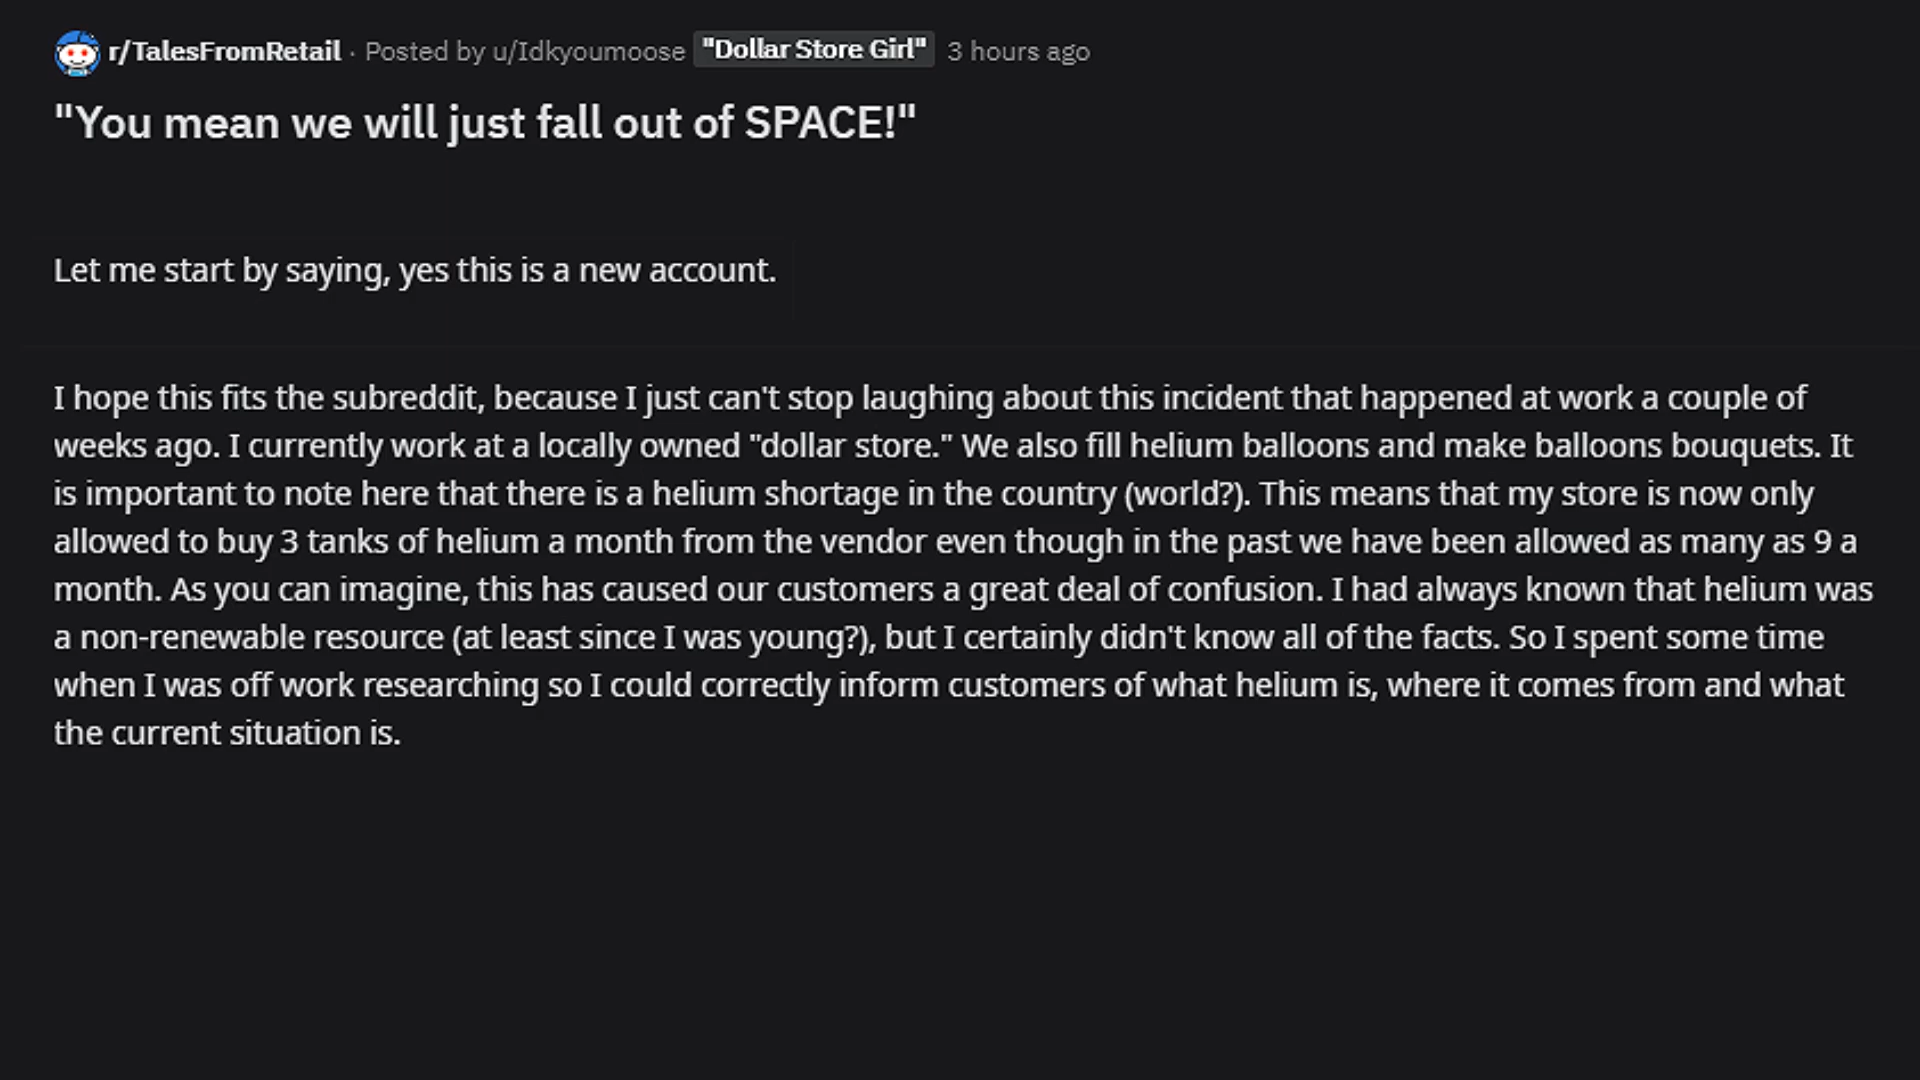 r/TalesFromRetail · Posted by u/Idkyoumoose "Dollar Store Girl" 3 hours ago
"You mean we will just fall out of SPACE!"
Let me start by saying, yes this is a new account.
I hope this fits the subreddit, because I just can't stop laughing about this incident that happened at work a couple of
weeks ago. I currently work at a locally owned "dollar store." We also fill helium balloons and make balloons bouquets. It
is important to note here that there is a helium shortage in the country (world?). This means that my store is now only
allowed to buy 3 tanks of helium a month from the vendor even though in the past we have been allowed as many as 9 a
month. As you can imagine, this has caused our customers a great deal of confusion. I had always known that helium was
a non-renewable resource (at least since I was young?), but I certainly didn't know all of the facts. So I spent some time
when I was off work researching so I could correctly inform customers of what helium is, where it comes from and what
the current situation is.